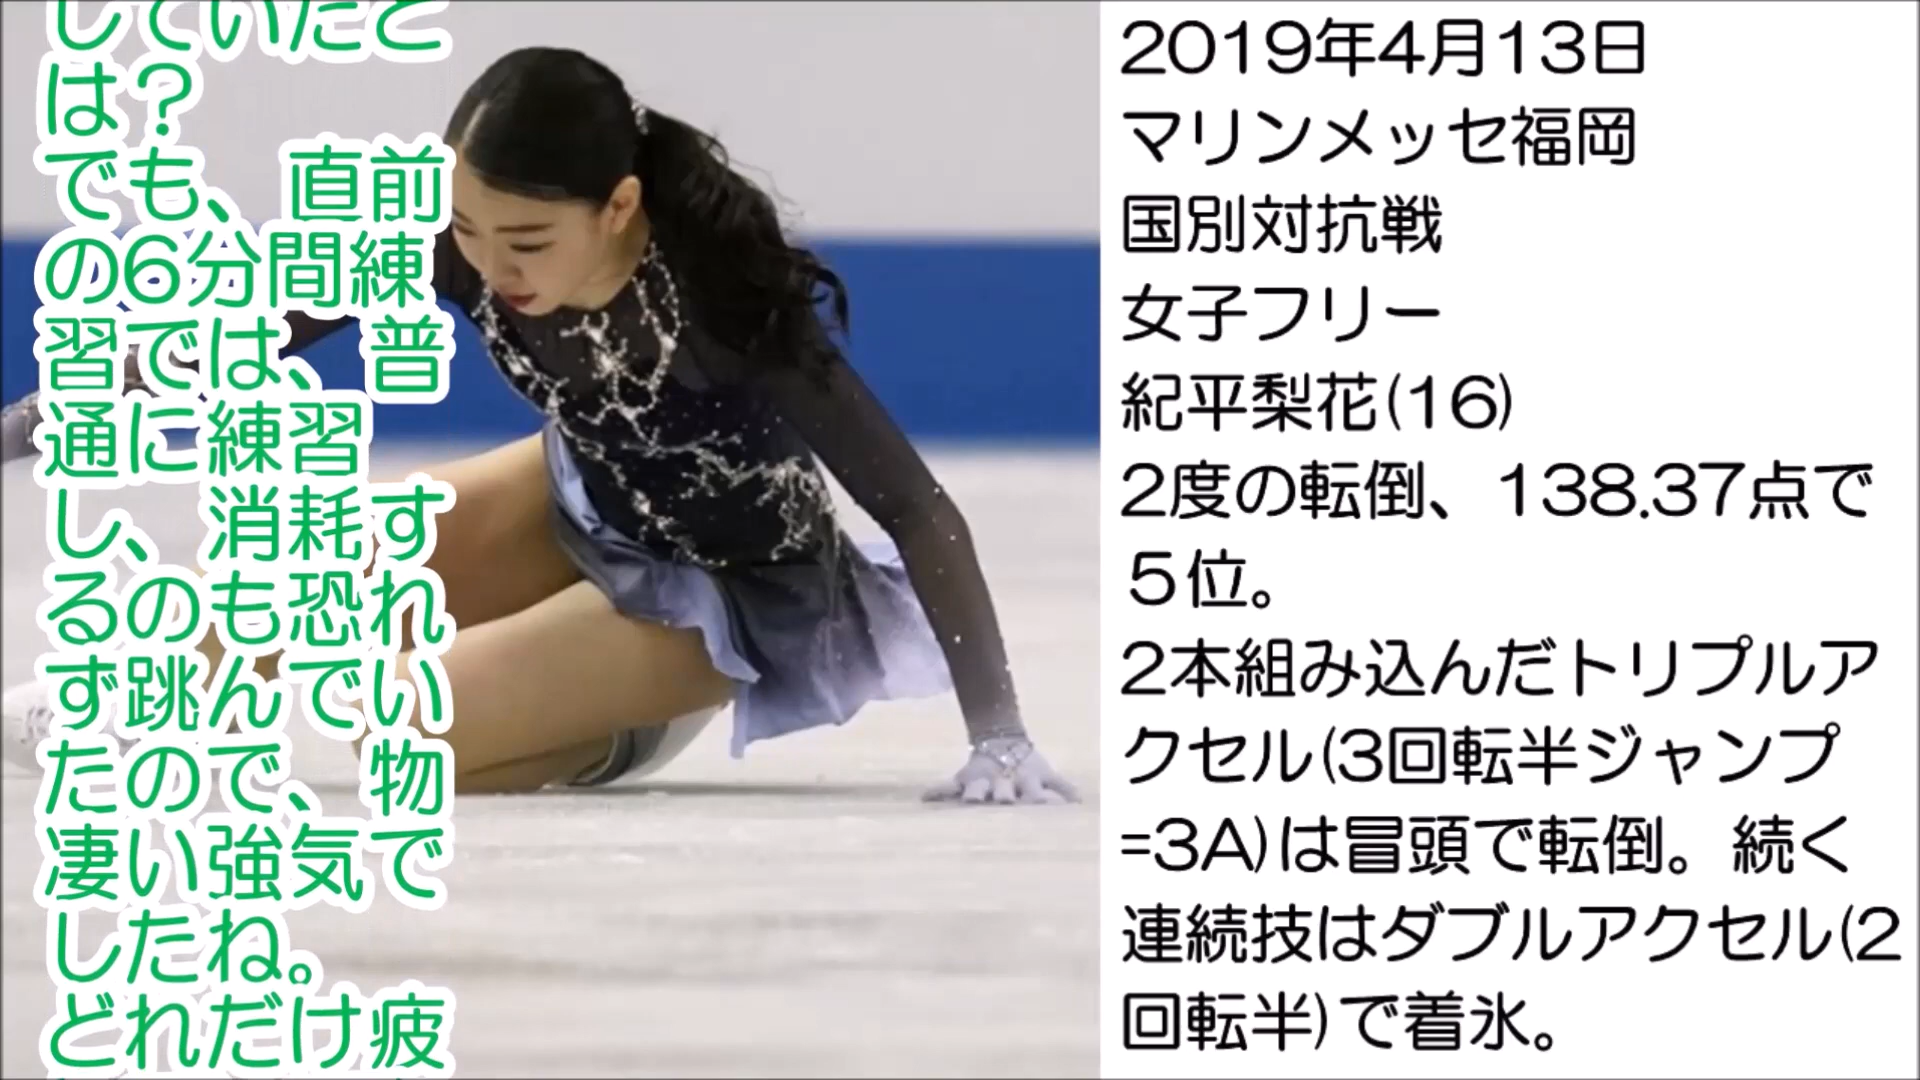 していたと
は？
でも、直前
の6分間練
習では、普
通に練習
し、消耗す
るのも恐れ
ず跳んでい
たので、物
凄い強気で
したね。
どれだけ疲
2019年4月13日
マリンメッセ福岡
国別対抗戦
女子フリー
紀平梨花(16)
2度の転倒、138.37点で
５位。
2本組み込んだトリプルア
クセル(3回転半ジャンプ
=3A)は冒頭で転倒。続く
連続技はダブルアクセル(2
回転半)で着氷。